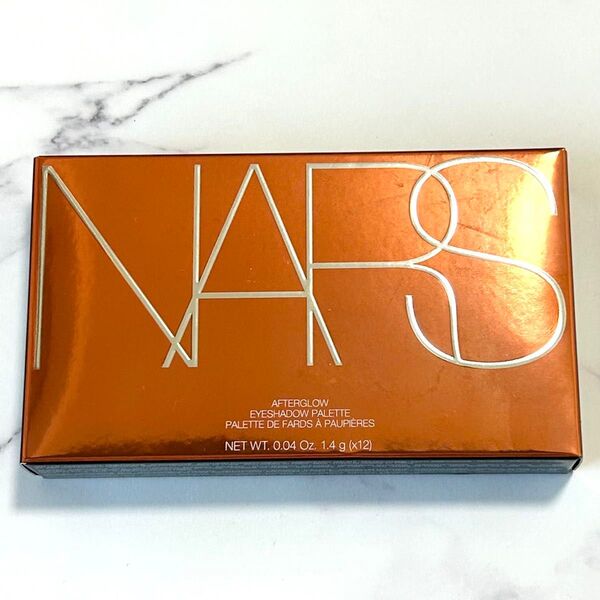 NARS
AFTERGLOW
EYESHADOW PALETTE
PALETTE DE FARDS À PAUPIÈRES
NET WT. 0.04 Oz. 1.4 g (x12)